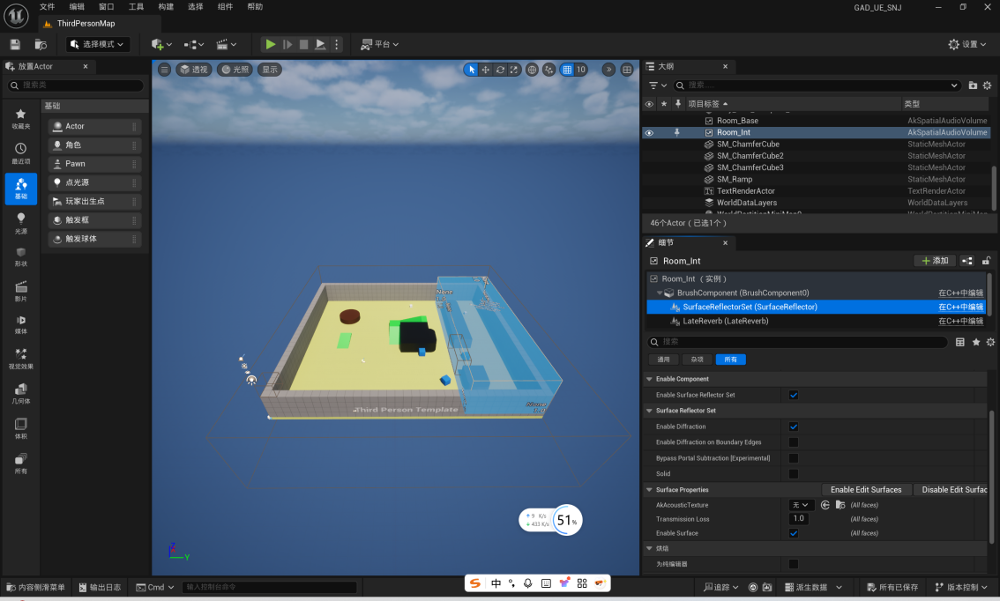 文件 编辑 窗口 工具 构建 选择 组件 帮助
GAD_UE_SNJ
ThirdPersonMap
选择模式
平台
设置
放置Actor
搜索类
基础
收藏夹
最近项
基础
光源
形状
影片
媒体
视觉效果
几何体
体积
所有
Actor
角色
Pawn
点光源
玩家出生点
触发框
触发球体
透视 光照 显示
10
None
1.0
Third Person Template
9 K/s
433 K/s
51%
Z
Y
大纲
搜索......
项目标签 类型
Room_Base AkSpatialAudioVolume
Room_Int AkSpatialAudioVolume
SM_ChamferCube StaticMeshActor
SM_ChamferCube2 StaticMeshActor
SM_ChamferCube3 StaticMeshActor
SM_Ramp StaticMeshActor
TextRenderActor TextRenderActor
WorldDataLayers WorldDataLayers
46个Actor（已选1个）
细节
Room_Int
添加
Room_Int （实例）
BrushComponent (BrushComponent0) 在C++中编辑
SurfaceReflectorSet (SurfaceReflector) 在C++中编辑
LateReverb (LateReverb) 在C++中编辑
搜索
通用 杂项 所有
Enable Component
Enable Surface Reflector Set
Surface Reflector Set
Enable Diffraction
Enable Diffraction on Boundary Edges
Bypass Portal Subtraction [Experimental]
Solid
Surface Properties Enable Edit Surfaces Disable Edit Surfac
AkAcousticTexture 无 (All faces)
Transmission Loss 1.0 (All faces)
Enable Surface (All faces)
烘焙
为纯编辑器
内容侧滑菜单 输出日志 Cmd 输入控制台命令
中
追踪 派生数据 所有已保存 版本控制